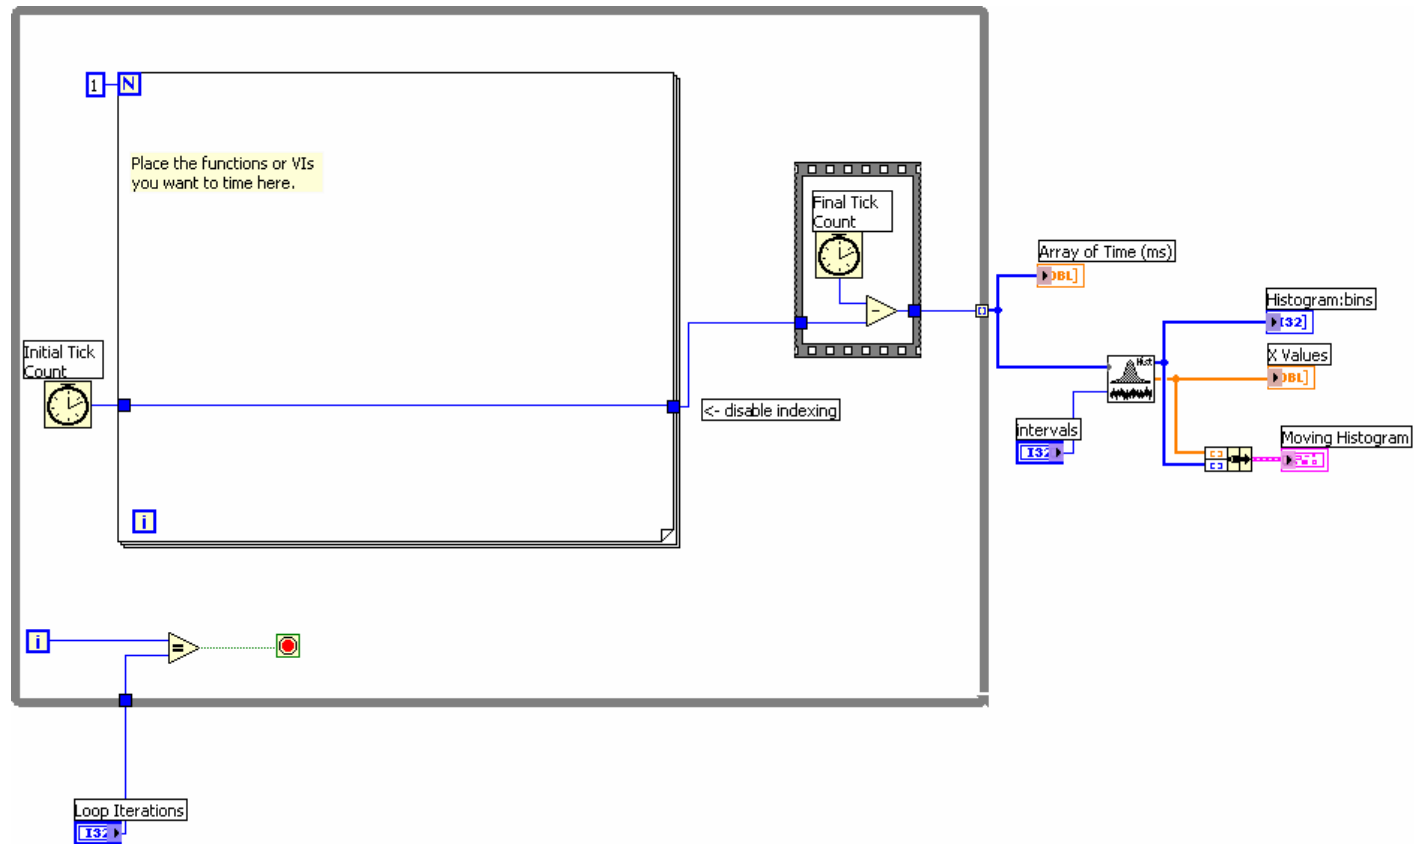 1
N
Place the functions or VIs
you want to time here.
Final Tick
Count
Array of Time (ms)
DBL]
Histogram:bins
I32]
Initial Tick
Count
X Values
DBL]
Hist
<- disable indexing
intervals
I32
Moving Histogram
i
i
=
Loop Iterations
I32